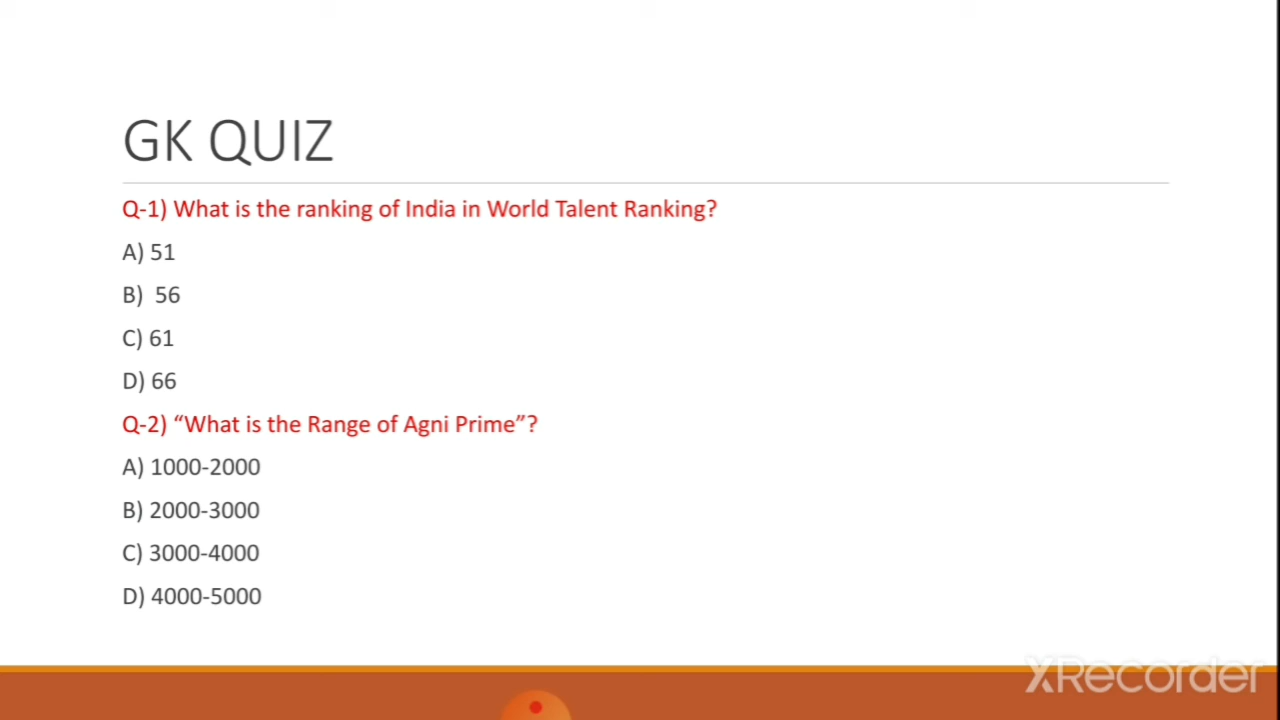 GK QUIZ
Q-1) What is the ranking of India in World Talent Ranking?
A) 51
B)  56
C) 61
D) 66
Q-2) “What is the Range of Agni Prime”?
A) 1000-2000
B) 2000-3000
C) 3000-4000
D) 4000-5000
XRecorder